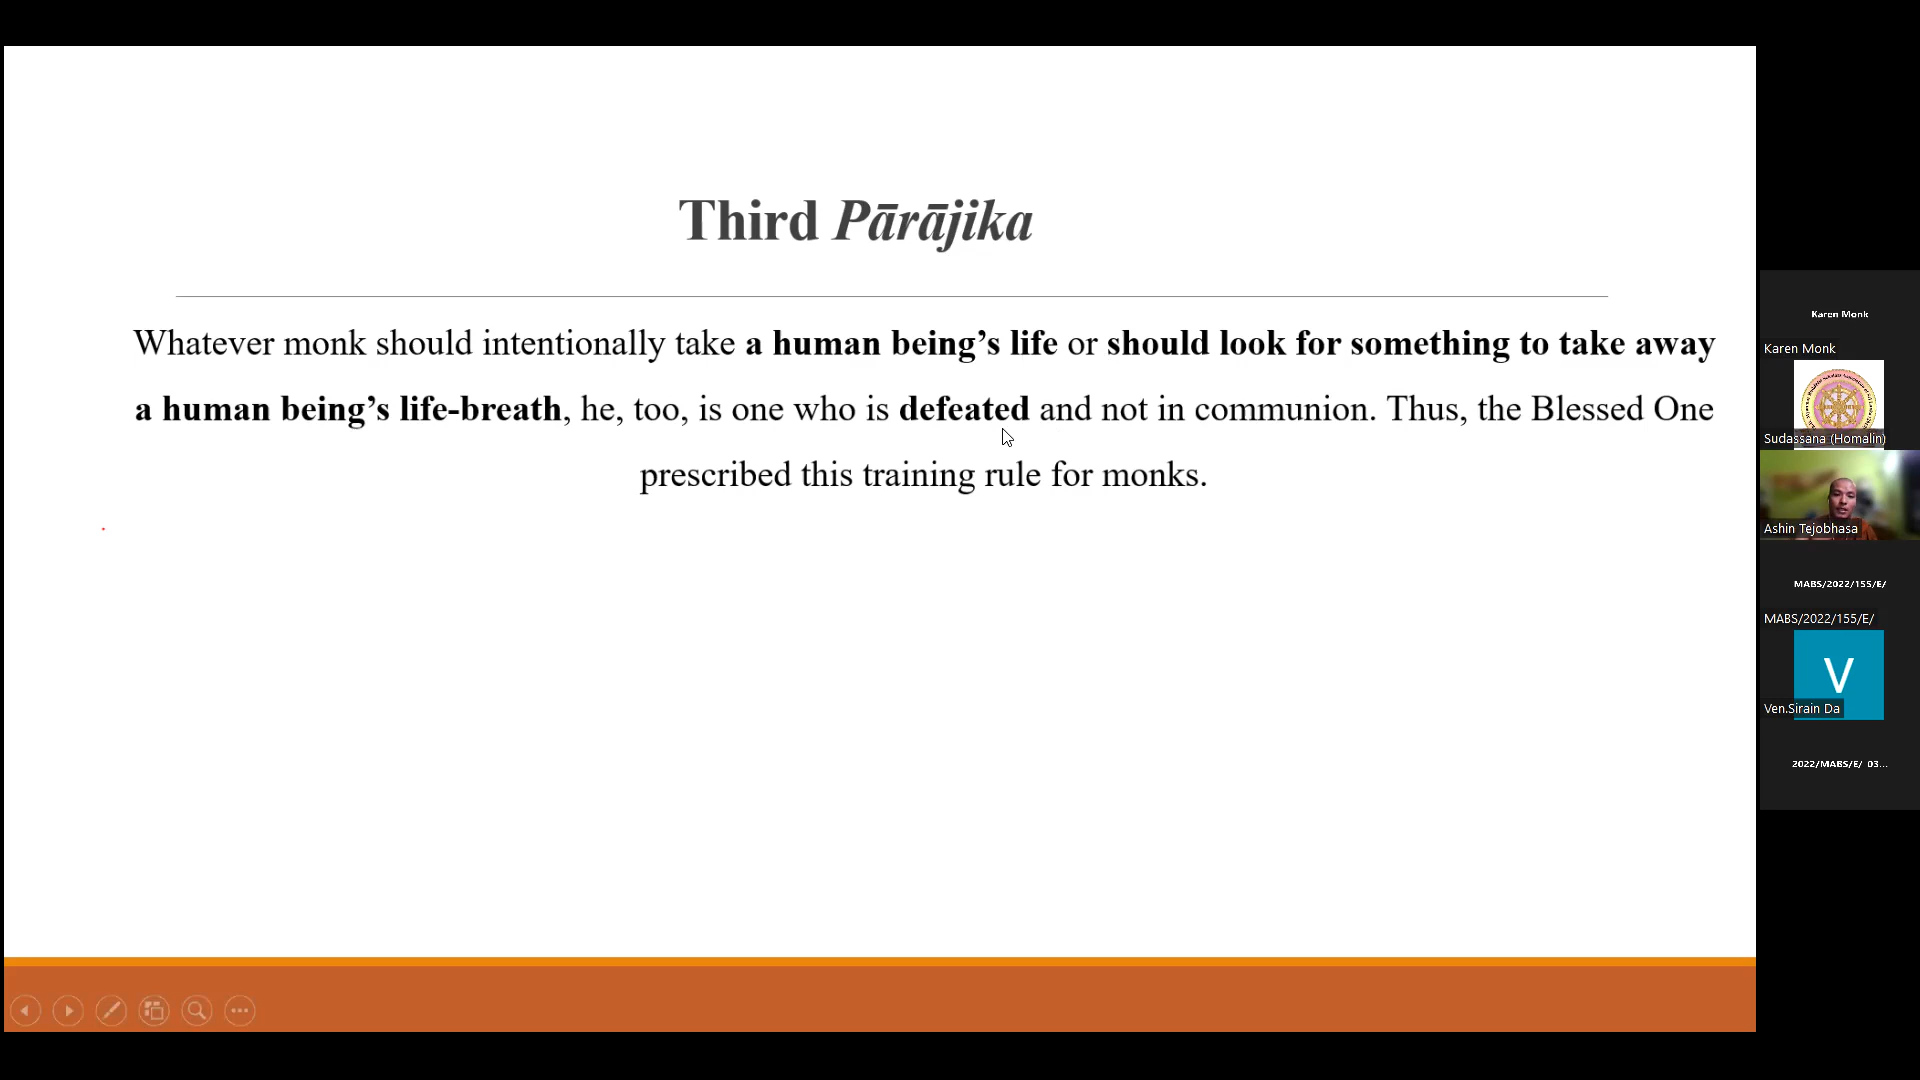 Third Pārājika
Whatever monk should intentionally take a human being’s life or should look for something to take away
a human being’s life-breath, he, too, is one who is defeated and not in communion. Thus, the Blessed One
prescribed this training rule for monks.
Karen Monk
Karen Monk
Sudassana (Homalin)
Ashin Tejobhasa
MABS/2022/155/E/
MABS/2022/155/E/
V
Ven.Sirain Da
2022/MABS/E/ 03...